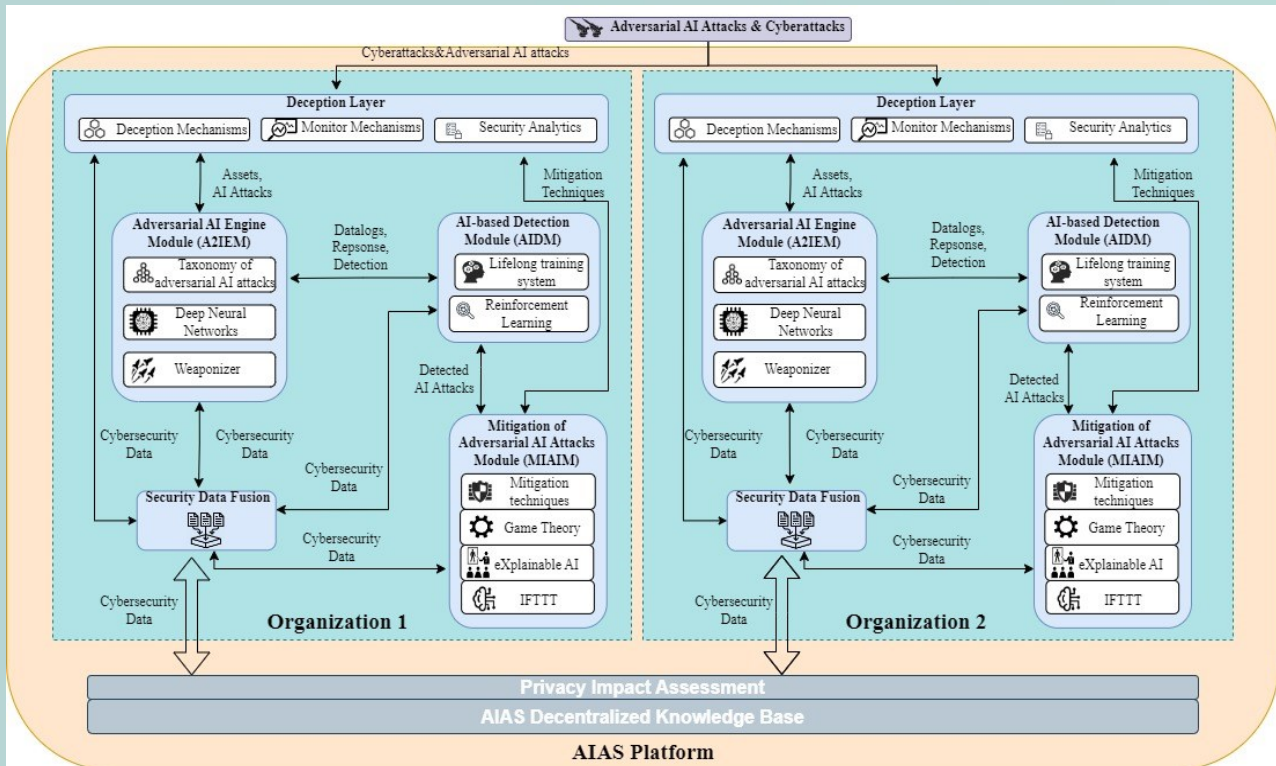 Adversarial AI Attacks & Cyberattacks
Cyberattacks&Adversarial AI attacks
Deception Layer
Deception Mechanisms
Monitor Mechanisms
Security Analytics
Assets,
AI Attacks
Mitigation
Techniques
Adversarial AI Engine
Module (A2IEM)
Taxonomy of
adversarial AI attacks
Deep Neural
Networks
Weaponizer
Datalogs,
Repsonse,
Detection
AI-based Detection
Module (AIDM)
Lifelong training
system
Reinforcement
Learning
Detected
AI Attacks
Cybersecurity
Data
Cybersecurity
Data
Cybersecurity
Data
Mitigation of
Adversarial AI Attacks
Module (MIAIM)
Mitigation
techniques
Game Theory
eXplainable AI
IFTTT
Security Data Fusion
Cybersecurity
Data
Cybersecurity
Data
Organization 1
Deception Layer
Deception Mechanisms
Monitor Mechanisms
Security Analytics
Assets,
AI Attacks
Mitigation
Techniques
Adversarial AI Engine
Module (A2IEM)
Taxonomy of
adversarial AI attacks
Deep Neural
Networks
Weaponizer
Datalogs,
Repsonse,
Detection
AI-based Detection
Module (AIDM)
Lifelong training
system
Reinforcement
Learning
Detected
AI Attacks
Cybersecurity
Data
Cybersecurity
Data
Cybersecurity
Data
Mitigation of
Adversarial AI Attacks
Module (MIAIM)
Mitigation
techniques
Game Theory
eXplainable AI
IFTTT
Security Data Fusion
Cybersecurity
Data
Cybersecurity
Data
Organization 2
Privacy Impact Assessment
AIAS Decentralized Knowledge Base
AIAS Platform